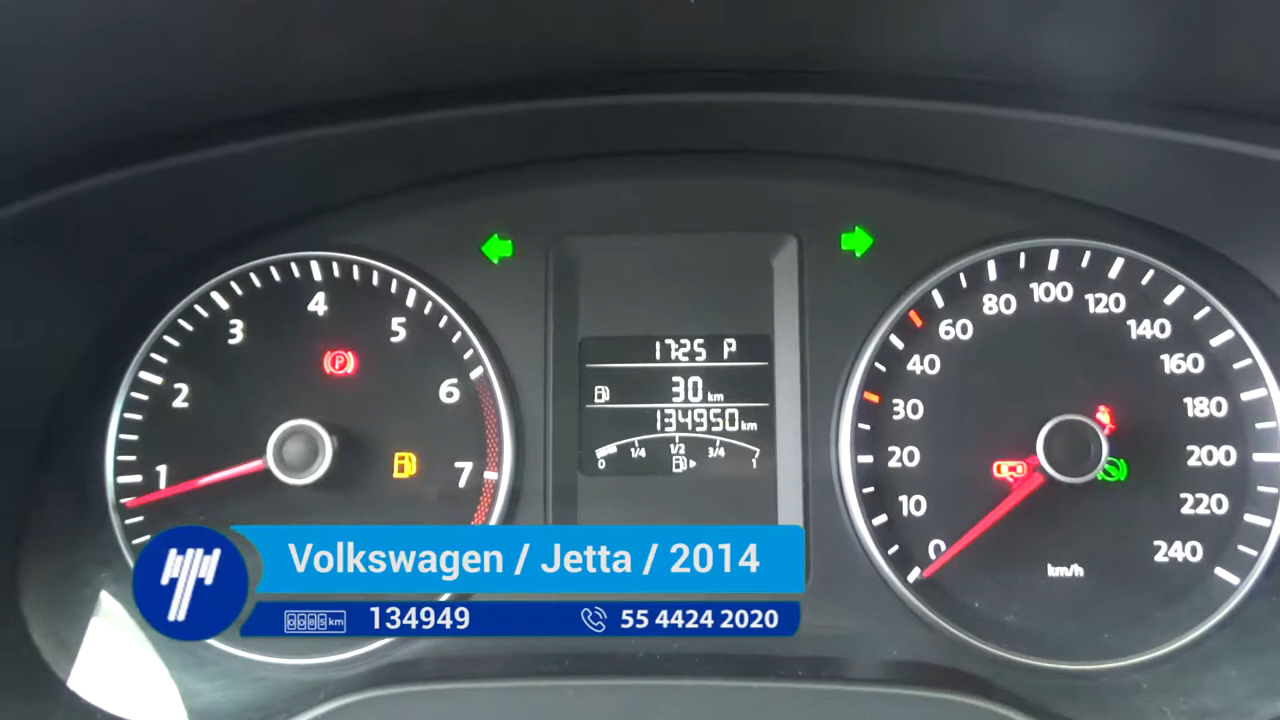 1 2 3 4 5 6 7
17:25 P
30 km
134950 km
0 1/4 1/2 3/4 1
0 10 20 30 40 60 80 100 120 140 160 180 200 220 240
km/h
P
Volkswagen / Jetta / 2014
0085 km 134949 55 4424 2020